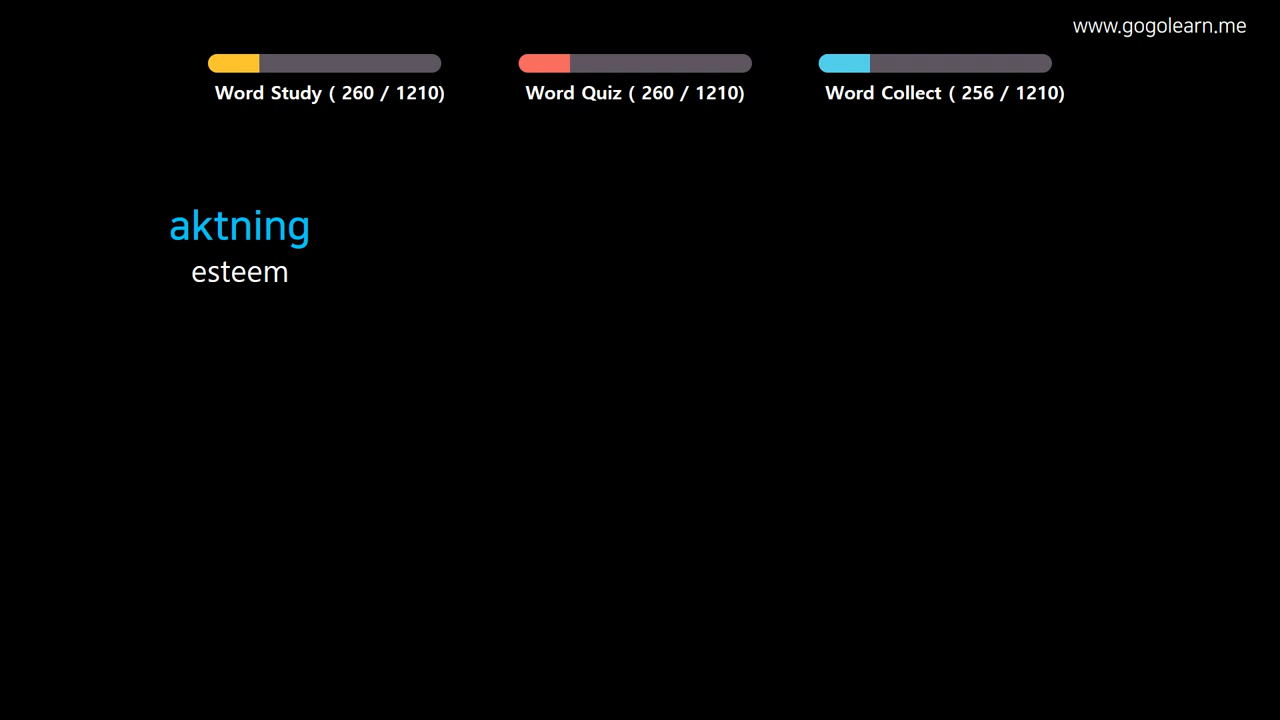 www.gogolearn.me
Word Study ( 260 / 1210)
Word Quiz ( 260 / 1210)
Word Collect ( 256 / 1210)
aktning
esteem